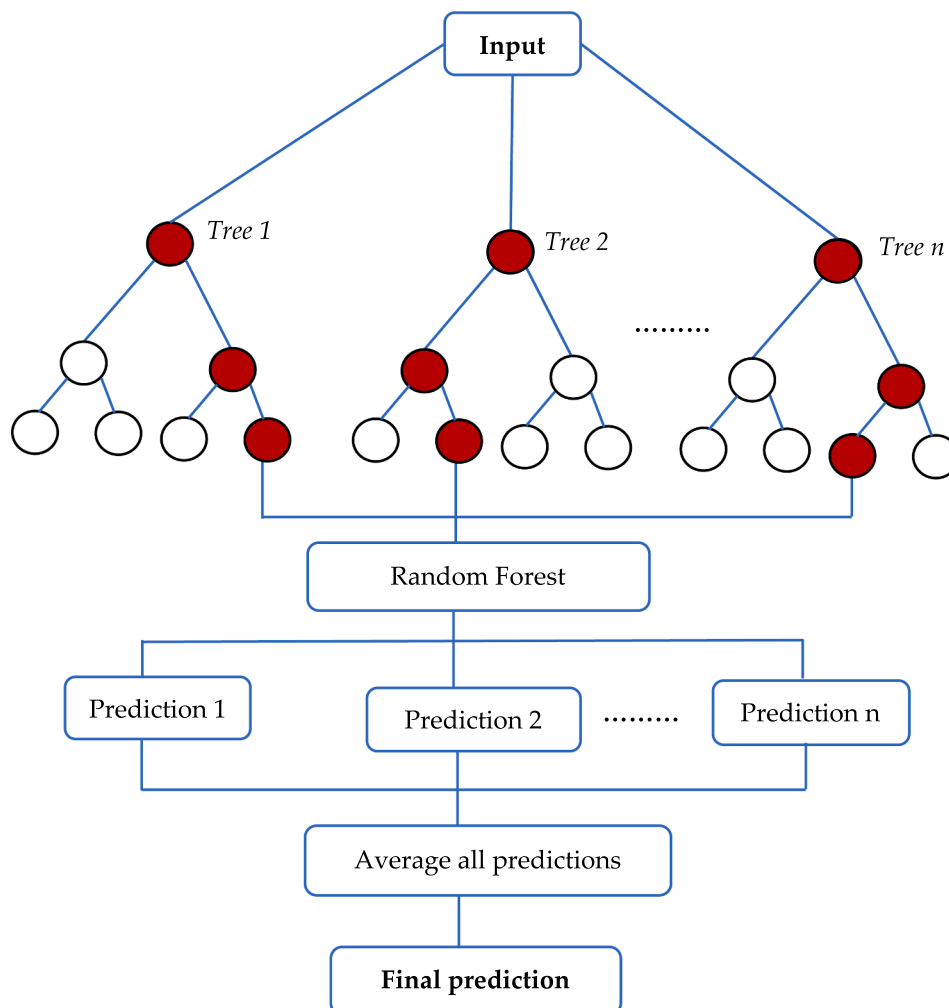 Input
Tree 1
Tree 2
Tree n
.........
Random Forest
Prediction 1
Prediction 2
.........
Prediction n
Average all predictions
Final prediction